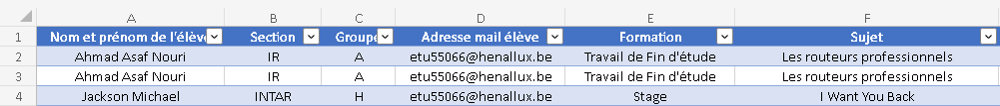 A B C D E F
1 Nom et prénom de l'élève Section Groupe Adresse mail élève Formation Sujet
2 Ahmad Asaf Nouri IR A etu55066@henallux.be Travail de Fin d'étude Les routeurs professionnels
3 Ahmad Asaf Nouri IR A etu55066@henallux.be Travail de Fin d'étude Les routeurs professionnels
4 Jackson Michael INTAR H etu55066@henallux.be Stage I Want You Back